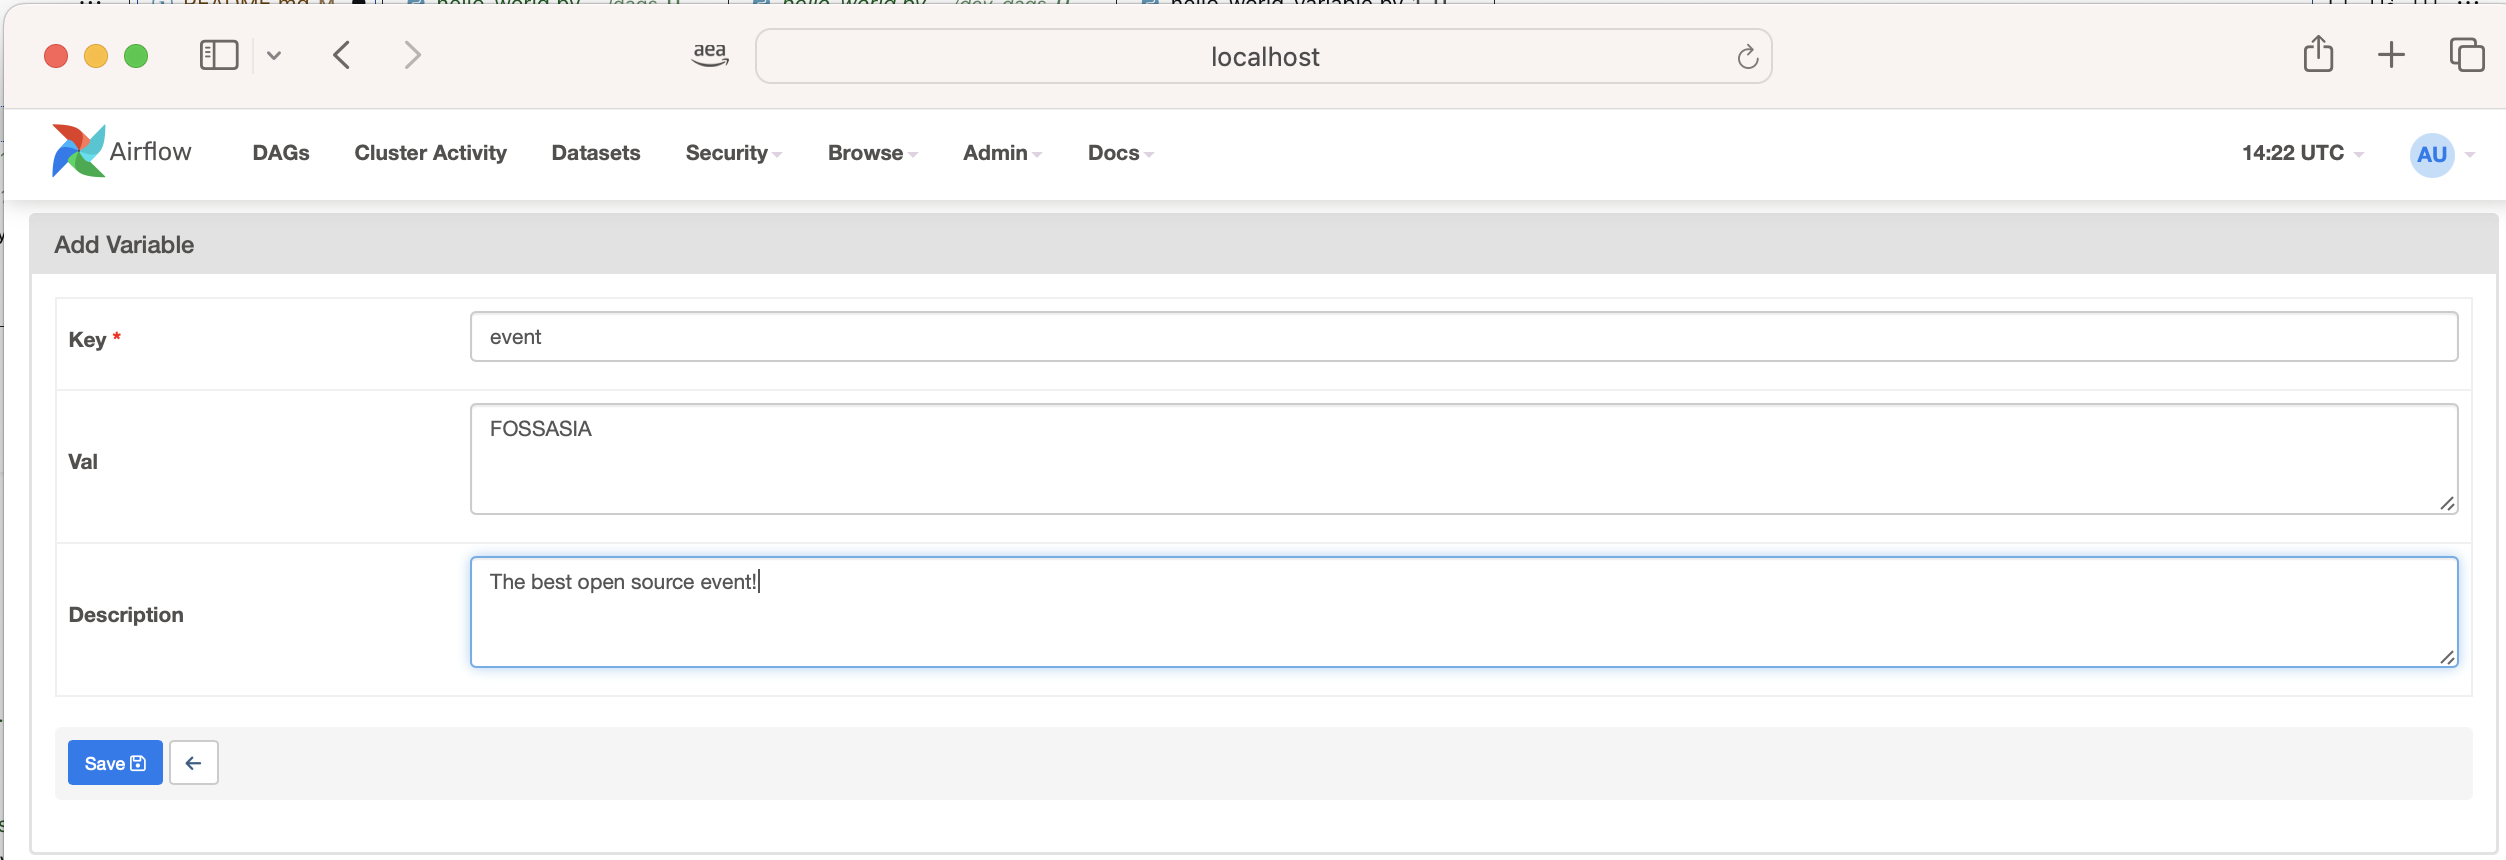 aea
localhost
Airflow
DAGs
Cluster Activity
Datasets
Security
Browse
Admin
Docs
14:22 UTC
AU
Add Variable
Key *
event
Val
FOSSASIA
Description
The best open source event!
Save